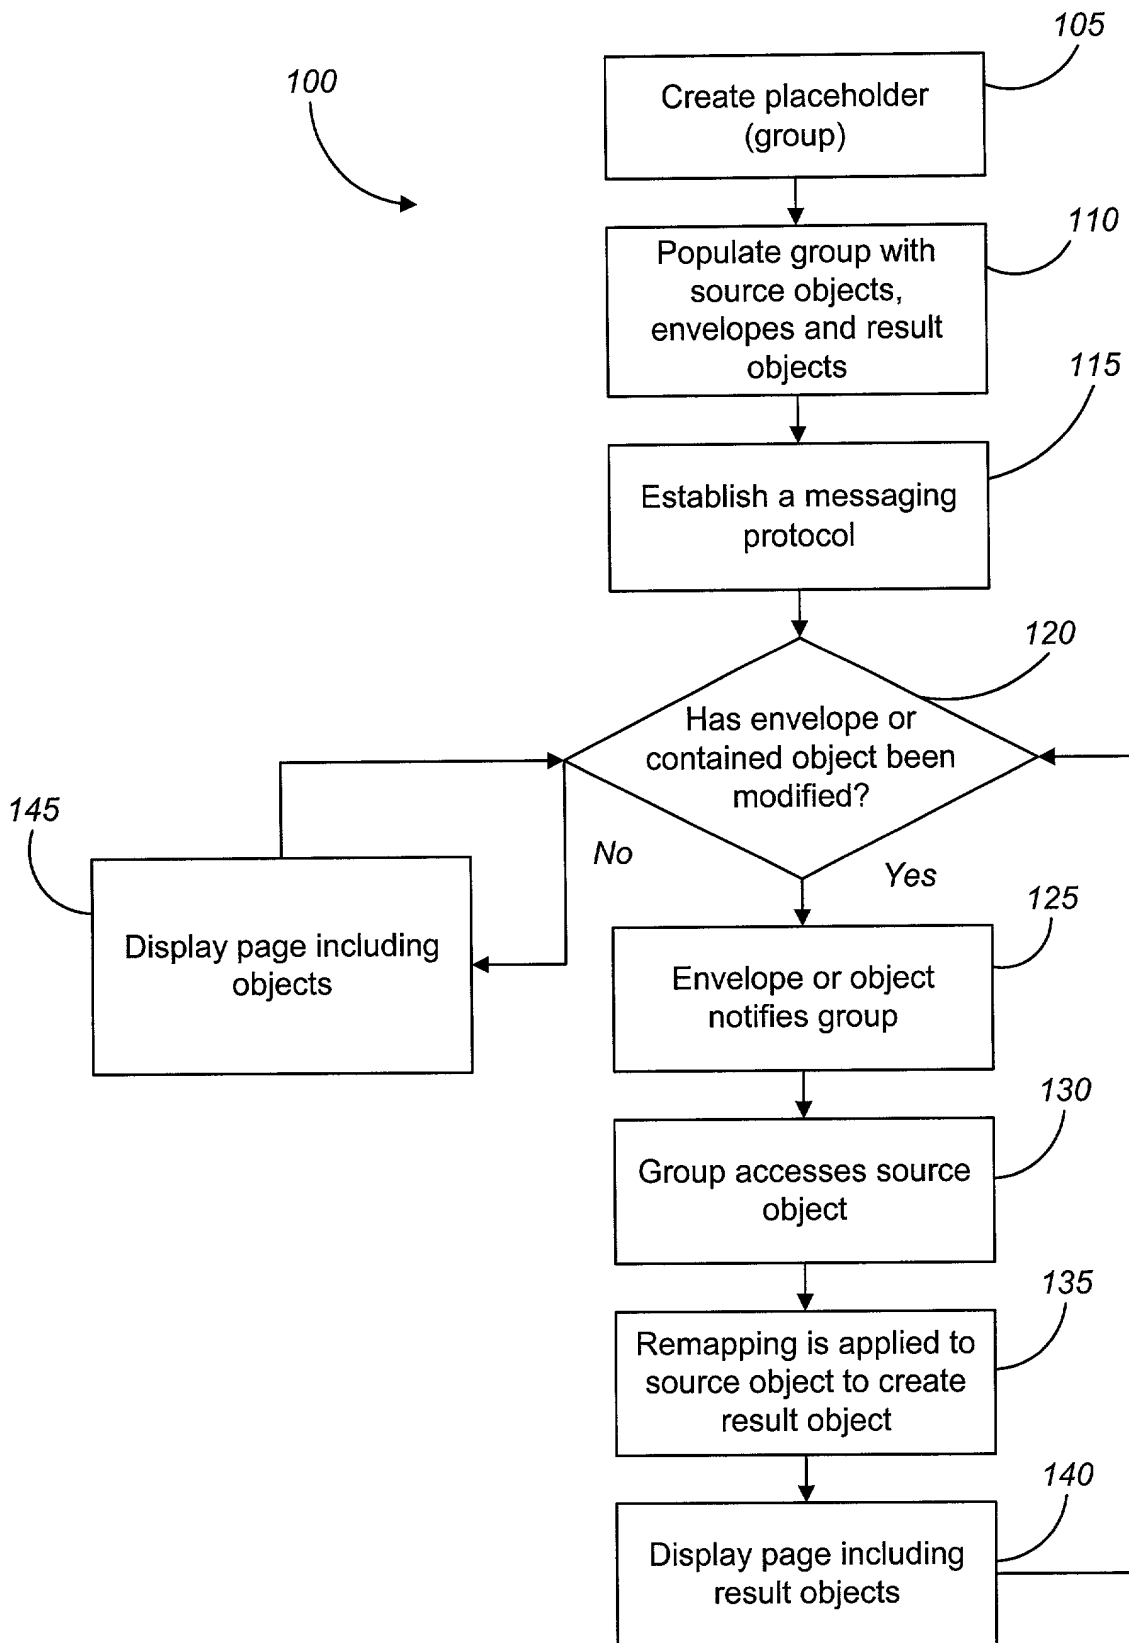 105
100
Create placeholder
(group)
110
Populate group with
source objects,
envelopes and result
objects
115
Establish a messaging
protocol
120
Has envelope or
contained object been
modified?
145
No
Yes
125
Display page including
objects
Envelope or object
notifies group
130
Group accesses source
object
135
Remapping is applied to
source object to create
result object
140
Display page including
result objects